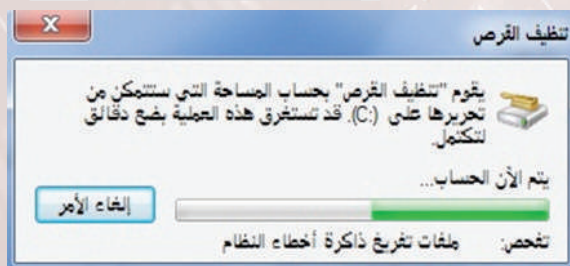 تنظيف القرص
يقوم "تنظيف القرص" بحساب المساحة التي ستتمكن من
تحريرها على (C:). قد تستغرق هذه العملية بضع دقائق
لتكتمل.
يتم الآن الحساب...
إلغاء الأمر
تفحص: ملفات تفريغ ذاكرة أخطاء النظام